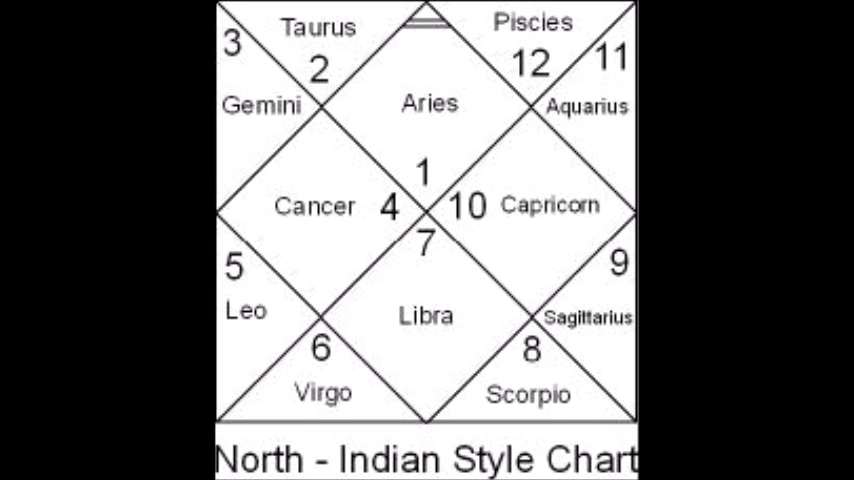 Taurus
Piscies
3
2
12
11
Gemini
Aries
Aquarius
1
Cancer 4
10 Capricorn
7
5
9
Leo
Libra
Sagittarius
6
8
Virgo
Scorpio
North - Indian Style Chart